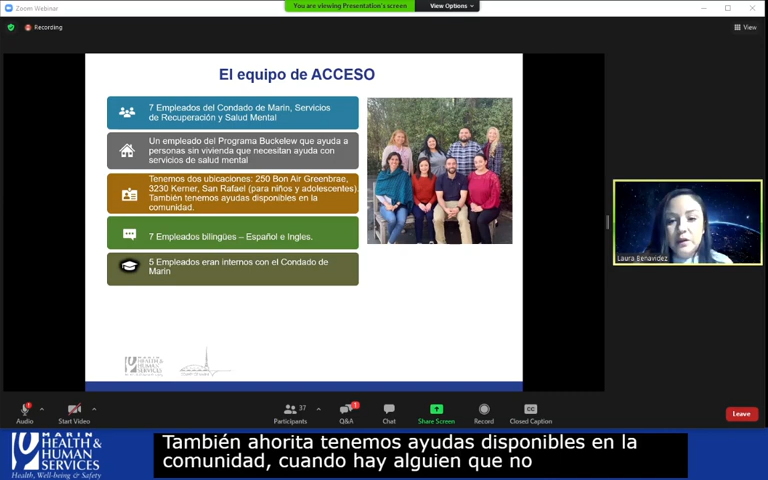 Zoom Webinar
You are viewing Presentation's screen
View Options
Recording
View
El equipo de ACCESO
7 Empleados del Condado de Marin, Servicios
de Recuperación y Salud Mental
Un empleado del Programa Buckelew que ayuda a
personas sin vivienda que necesitan ayuda con
servicios de salud mental
Tenemos dos ubicaciones: 250 Bon Air Greenbrae,
3230 Kerner, San Rafael (para niños y adolescentes).
También tenemos ayudas disponibles en la
comunidad.
7 Empleados bilingües – Español e Ingles.
5 Empleados eran internos con el Condado de
Marin
Laura Benavidez
MARIN
HEALTH &
HUMAN
SERVICES
Audio
Start Video
37
Participants
1
Q&A
Chat
Share Screen
Record
CC
Closed Caption
Leave
MARIN
HEALTH &
HUMAN
SERVICES
Health, Well-being & Safety
También ahorita tenemos ayudas disponibles en la
comunidad, cuando hay alguien que no